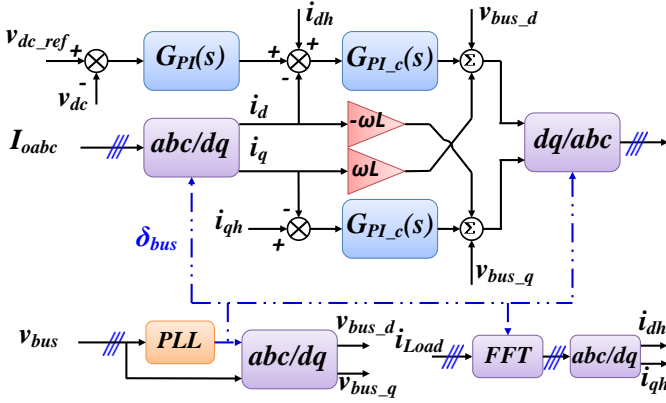 i_dh
v_bus_d
v_dc_ref
+
-
v_dc
G_PI(s)
+
+
-
G_PI_c(s)
Σ
i_d
I_oabc
abc/dq
i_q
-ωL
ωL
dq/abc
δ_bus
i_qh
-
+
G_PI_c(s)
Σ
v_bus_q
v_bus
PLL
abc/dq
v_bus_d
v_bus_q
i_Load
FFT
abc/dq
i_dh
i_qh